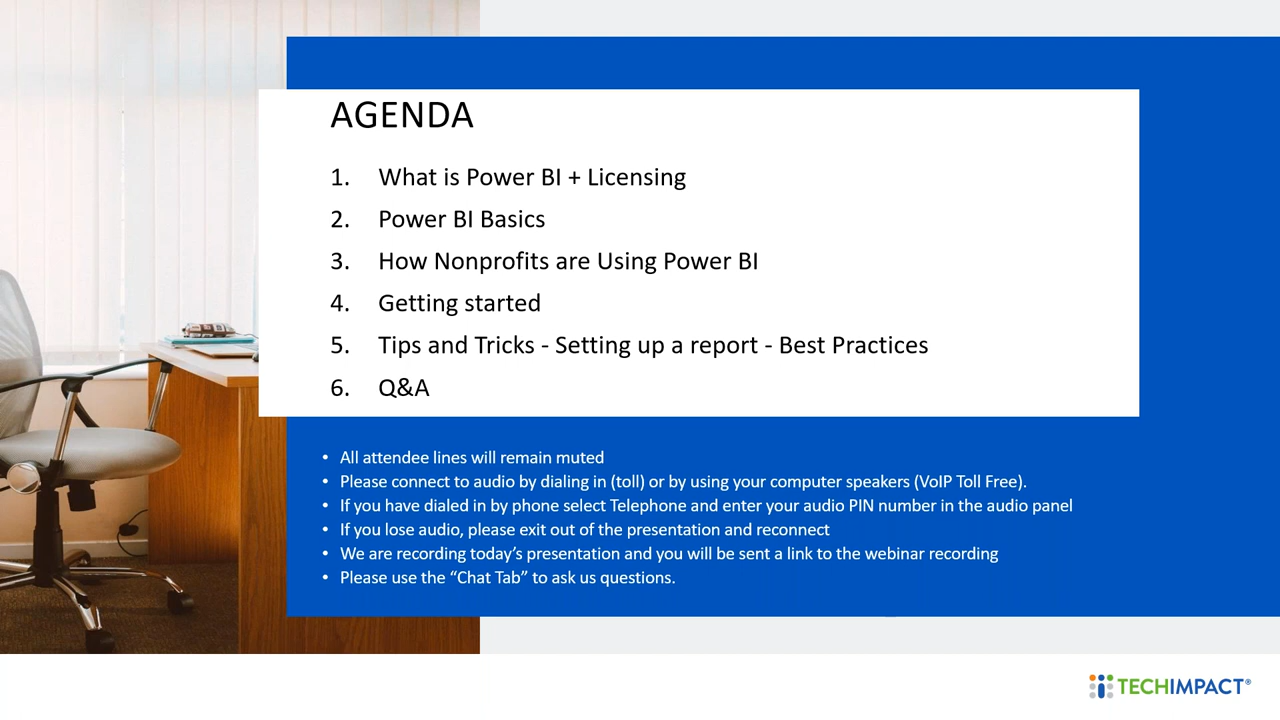 AGENDA
1. What is Power BI + Licensing
2. Power BI Basics
3. How Nonprofits are Using Power BI
4. Getting started
5. Tips and Tricks - Setting up a report - Best Practices
6. Q&A
• All attendee lines will remain muted
• Please connect to audio by dialing in (toll) or by using your computer speakers (VoIP Toll Free).
• If you have dialed in by phone select Telephone and enter your audio PIN number in the audio panel
• If you lose audio, please exit out of the presentation and reconnect
• We are recording today’s presentation and you will be sent a link to the webinar recording
• Please use the “Chat Tab” to ask us questions.
TECHIMPACT®